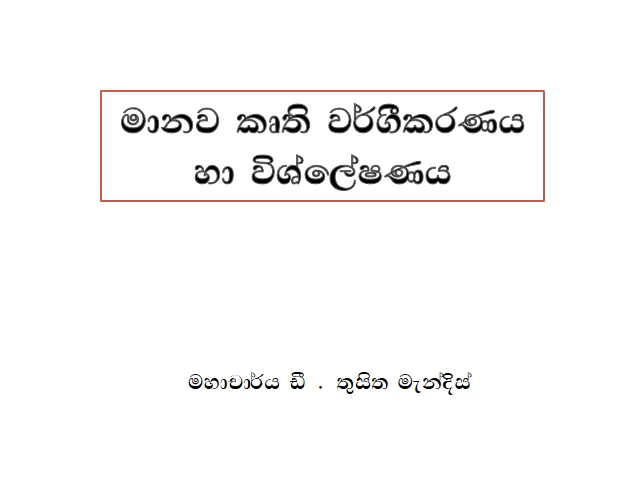 මානව කෘති වර්ගීකරණය
හා විශ්ලේෂණය
මහාචාර්ය ඩී . තුසිත මැන්දිස්